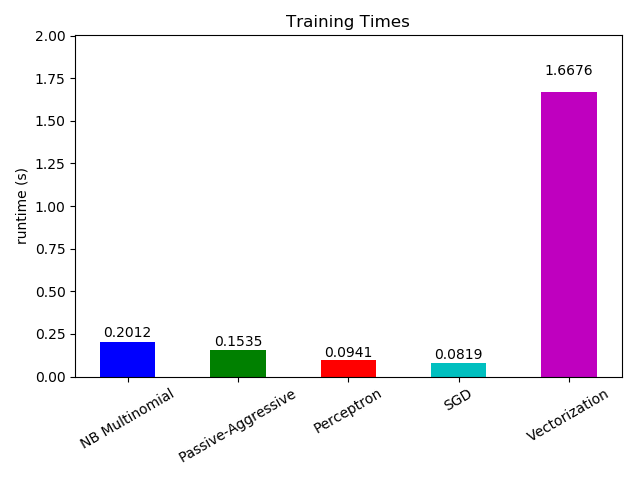 Training Times
2.00
1.75
1.50
1.25
1.00
0.75
0.50
0.25
0.00
runtime (s)
0.2012
0.1535
0.0941
0.0819
1.6676
NB Multinomial
Passive-Aggressive
Perceptron
SGD
Vectorization